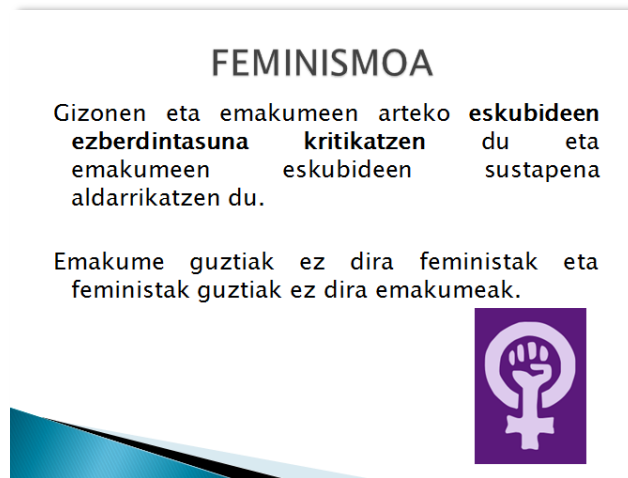 FEMINISMOA
Gizonen eta emakumeen arteko eskubideen
ezberdintasuna kritikatzen du eta
emakumeen eskubideen sustapena
aldarrikatzen du.
Emakume guztiak ez dira feministak eta
feministak guztiak ez dira emakumeak.